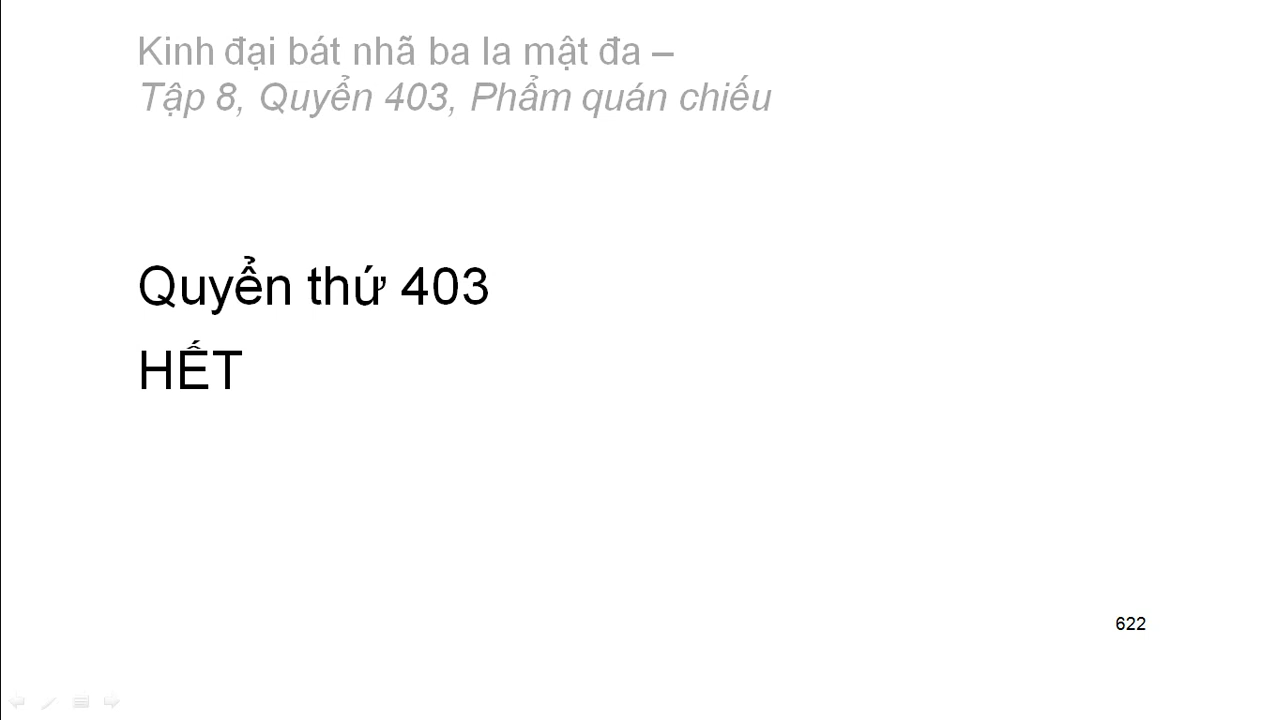 Kinh đại bát nhã ba la mật đa –
Tập 8, Quyển 403, Phẩm quán chiếu
Quyển thứ 403
HẾT
622